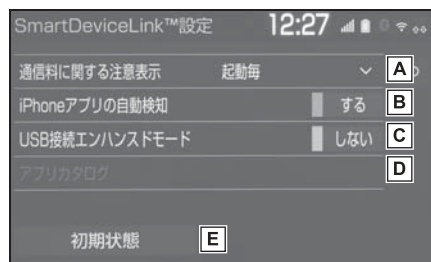 SmartDeviceLink™設定 12:27
通信料に関する注意表示 起動毎 A
iPhoneアプリの自動検知 する B
USB接続エンハンスドモード しない C
アプリカタログ D
初期状態 E